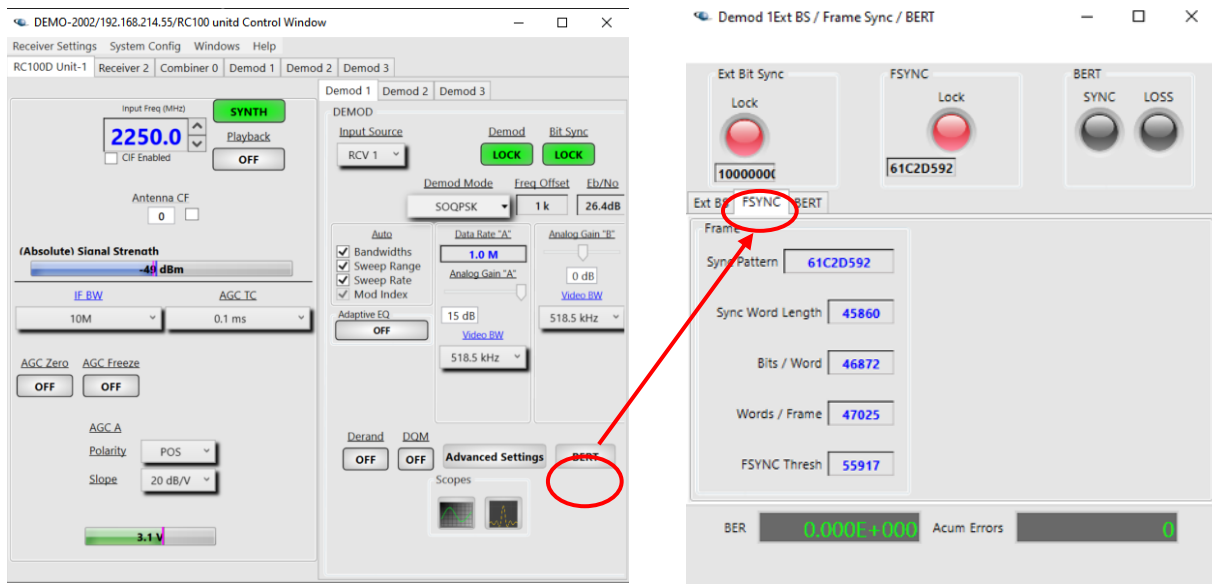 DEMO-2002/192.168.214.55/RC100 unitd Control Window
Receiver Settings System Config Windows Help
RC100D Unit-1 Receiver 2 Combiner 0 Demod 1 Demod 2 Demod 3
Input Freq (MHz)
SYNTH
2250.0
Playback
CIF Enabled
OFF
Antenna CF
0
(Absolute) Signal Strength
-49 dBm
IF BW AGC TC
10M 0.1 ms
AGC Zero AGC Freeze
OFF OFF
AGC A
Polarity POS
Slope 20 dB/V
3.1 V
Demod 1 Demod 2 Demod 3
DEMOD
Input Source Demod Bit Sync
RCV 1 LOCK LOCK
Demod Mode Freq Offset Eb/No
SOQPSK 1 k 26.4dB
Auto
Bandwidths
Sweep Range
Sweep Rate
Mod Index
Adaptive EQ
OFF
Data Rate "A"
1.0 M
Analog Gain "A"
15 dB
Video BW
518.5 kHz
Analog Gain "B"
0 dB
Video BW
518.5 kHz
Derand DQM
OFF OFF Advanced Settings BERT
Scopes
Demod 1Ext BS / Frame Sync / BERT
Ext Bit Sync FSYNC BERT
Lock Lock SYNC LOSS
1000000( 61C2D592
Ext BS FSYNC BERT
Frame
Sync Pattern 61C2D592
Sync Word Length 45860
Bits / Word 46872
Words / Frame 47025
FSYNC Thresh 55917
BER 0.000E+000 Acum Errors 0